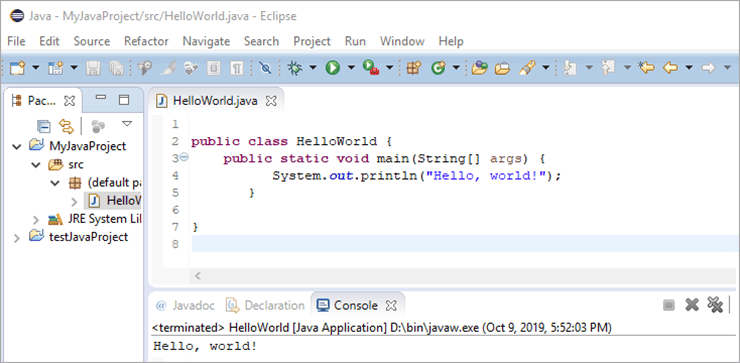 Java - MyJavaProject/src/HelloWorld.java - Eclipse
File Edit Source Refactor Navigate Search Project Run Window Help
Pac...
HelloWorld.java
MyJavaProject
src
(default pa
HelloW
JRE System Lil
testJavaProject
1
2 public class HelloWorld {
3 public static void main(String[] args) {
4 System.out.println("Hello, world!");
5 }
6
7 }
8
@ Javadoc Declaration Console
<terminated> HelloWorld [Java Application] D:\bin\javaw.exe (Oct 9, 2019, 5:52:03 PM)
Hello, world!